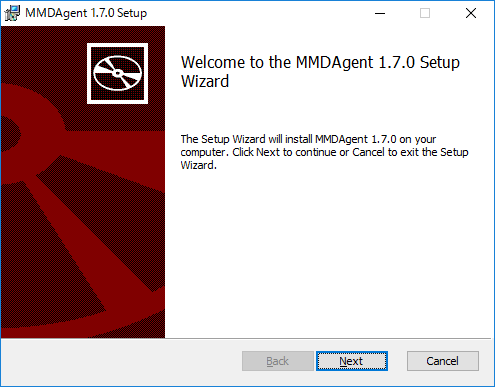 MMDAgent 1.7.0 Setup
Welcome to the MMDAgent 1.7.0 Setup
Wizard
The Setup Wizard will install MMDAgent 1.7.0 on your
computer. Click Next to continue or Cancel to exit the Setup
Wizard.
Back Next Cancel